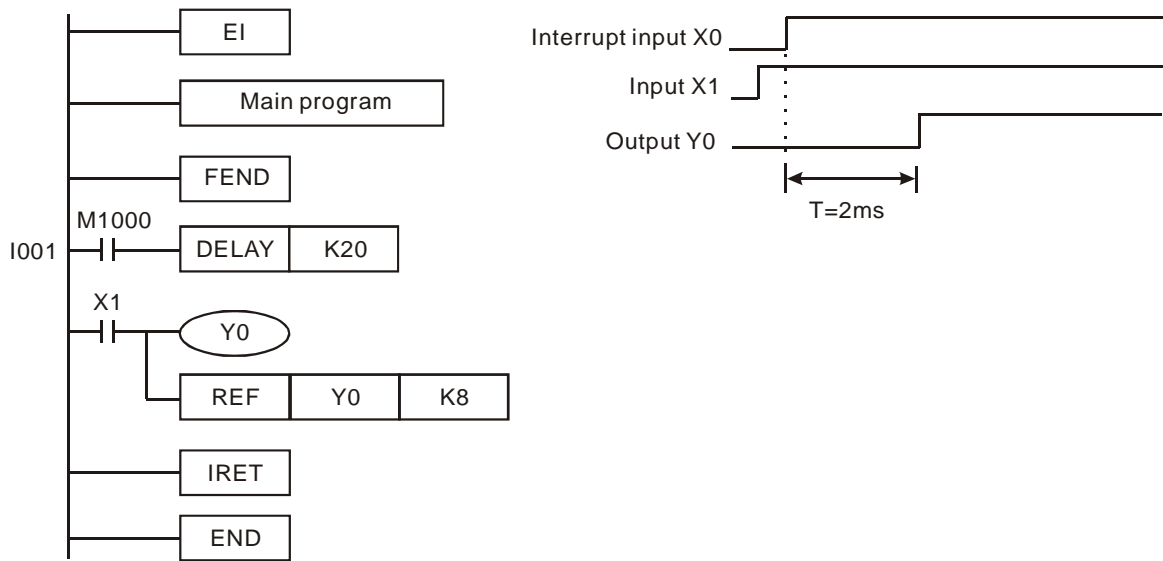 EI
Main program
FEND
M1000
I001
DELAY K20
X1
Y0
REF Y0 K8
IRET
END
Interrupt input X0
Input X1
Output Y0
T=2ms